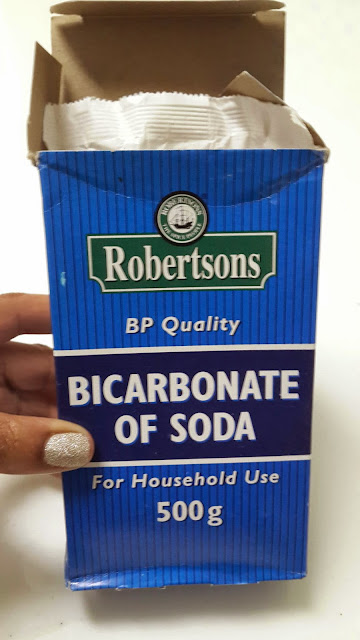 Robertsons
BP Quality
BICARBONATE
OF SODA
For Household Use
500g